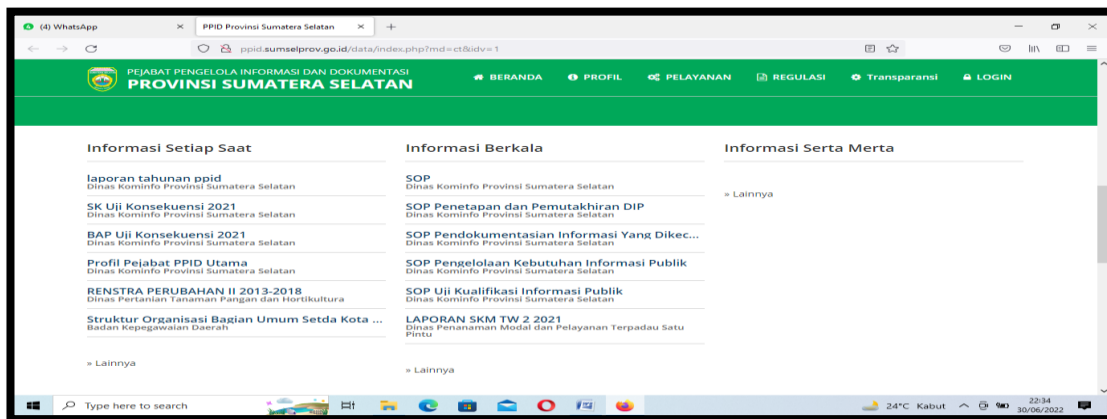 (4) WhatsApp
PPID Provinsi Sumatera Selatan
ppid.sumselprov.go.id/data/index.php?md=ct&idv=1
PEJABAT PENGELOLA INFORMASI DAN DOKUMENTASI
PROVINSI SUMATERA SELATAN
BERANDA PROFIL PELAYANAN REGULASI Transparansi LOGIN
Informasi Setiap Saat
laporan tahunan ppid
Dinas Kominfo Provinsi Sumatera Selatan
SK Uji Konsekuensi 2021
Dinas Kominfo Provinsi Sumatera Selatan
BAP Uji Konsekuensi 2021
Dinas Kominfo Provinsi Sumatera Selatan
Profil Pejabat PPID Utama
Dinas Kominfo Provinsi Sumatera Selatan
RENSTRA PERUBAHAN II 2013-2018
Dinas Pertanian Tanaman Pangan dan Hortikultura
Struktur Organisasi Bagian Umum Setda Kota ...
Badan Kepegawaian Daerah
» Lainnya
Informasi Berkala
SOP
Dinas Kominfo Provinsi Sumatera Selatan
SOP Penetapan dan Pemutakhiran DIP
Dinas Kominfo Provinsi Sumatera Selatan
SOP Pendokumentasian Informasi Yang Dikec...
Dinas Kominfo Provinsi Sumatera Selatan
SOP Pengelolaan Kebutuhan Informasi Publik
Dinas Kominfo Provinsi Sumatera Selatan
SOP Uji Kualifikasi Informasi Publik
Dinas Kominfo Provinsi Sumatera Selatan
LAPORAN SKM TW 2 2021
Dinas Penanaman Modal dan Pelayanan Terpadau Satu
Pintu
» Lainnya
Informasi Serta Merta
» Lainnya
Type here to search
24°C Kabut
22:34
30/06/2022